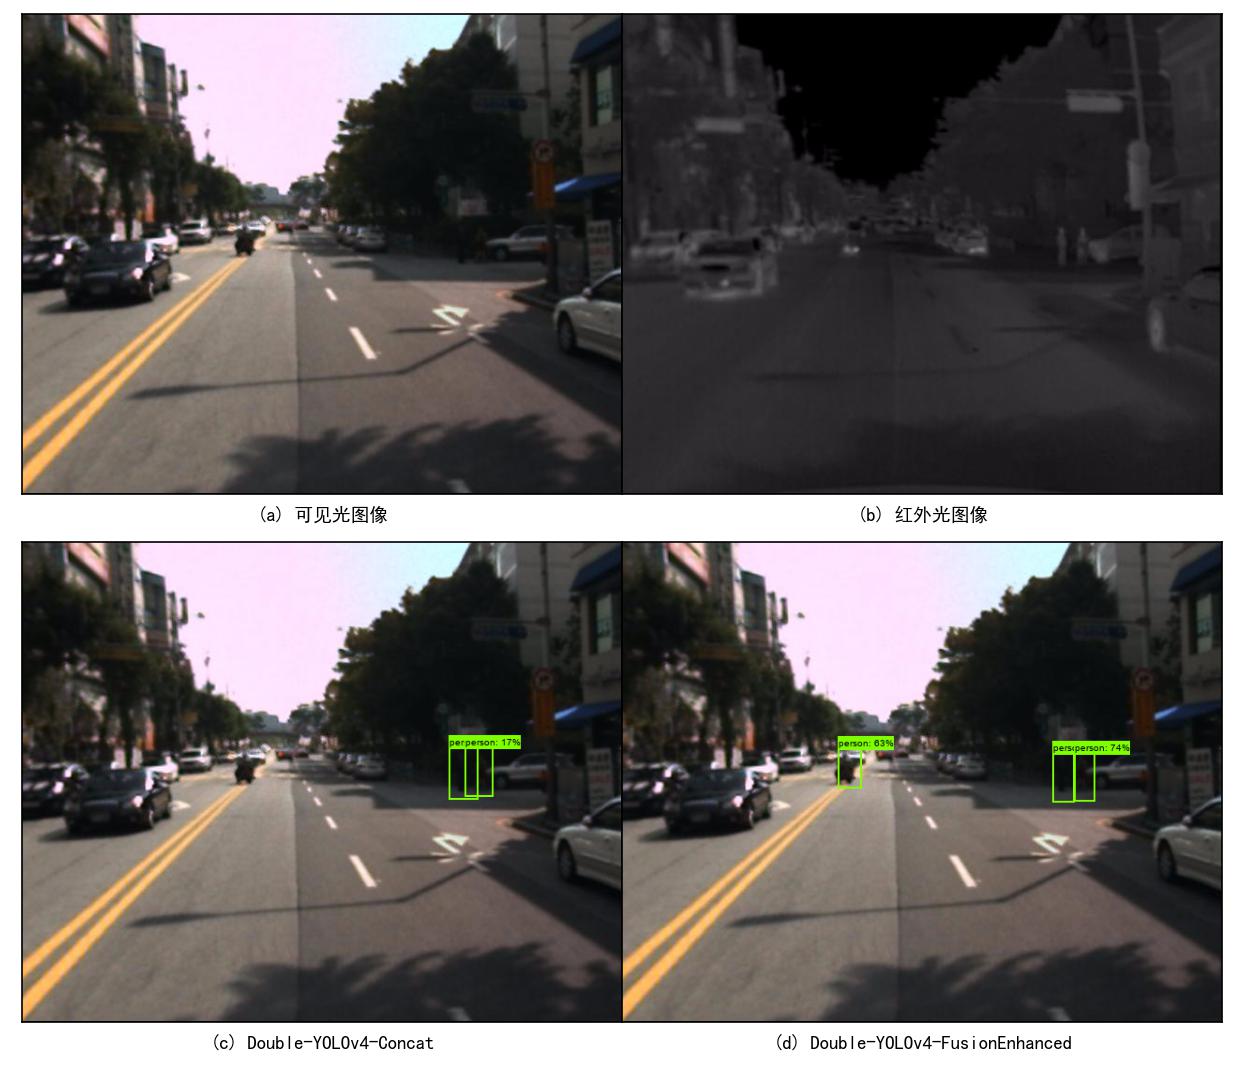 (a) 可见光图像
(b) 红外光图像
perperson: 17%
person: 63%
persperson: 74%
(c) Double-YOLOv4-Concat
(d) Double-YOLOv4-FusionEnhanced